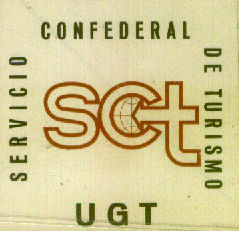 SERVICIO
CONFEDERAL
DE TURISMO
sct
UGT